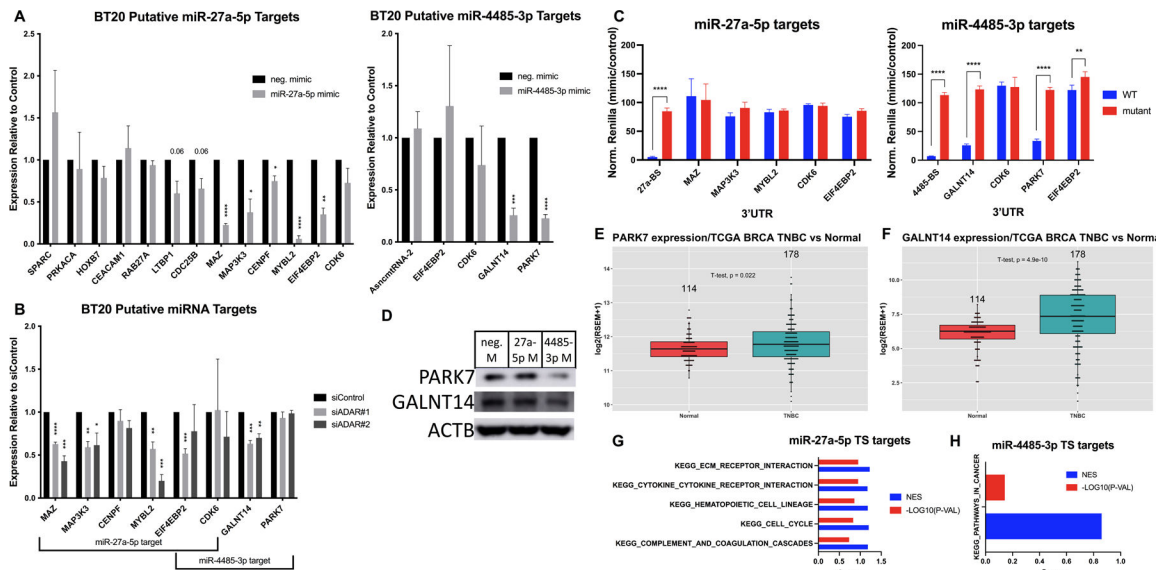 A
BT20 Putative miR-27a-5p Targets
Expression Relative to Control
2.5
2.0
1.5
1.0
0.5
0.0
neg. mimic
miR-27a-5p mimic
0.06
0.06
*
****
*
****
**
SPARC
PRKACA
HOXB7
CEACAM1
RAB27A
LTBP1
CDC25B
MAZ
MAP3K3
CENPF
MYBL2
EIF4EBP2
CDK6
BT20 Putative miR-4485-3p Targets
Expression Relative to Control
2.5
2.0
1.5
1.0
0.5
0.0
neg. mimic
miR-4485-3p mimic
***
****
AsncmtRNA-2
EIF4EBP2
CDK6
GALNT14
PARK7
B
BT20 Putative miRNA Targets
Expression Relative to siControl
2.0
1.5
1.0
0.5
0.0
siControl
siADAR#1
siADAR#2
****
***
**
*
**
***
***
***
**
MAZ
MAP3K3
CENPF
MYBL2
EIF4EBP2
CDK6
GALNT14
PARK7
miR-27a-5p target
miR-4485-3p target
C
miR-27a-5p targets
Norm. Renilla (mimic/control)
200
150
100
50
0
****
27a-BS
MAZ
MAP3K3
MYBL2
CDK6
EIF4EBP2
3'UTR
miR-4485-3p targets
200
150
100
50
0
****
****
****
**
WT
mutant
4485-BS
GALNT14
CDK6
PARK7
EIF4EBP2
3'UTR
D
neg. M
27a-5p M
4485-3p M
PARK7
GALNT14
ACTB
E
PARK7 expression/TCGA BRCA TNBC vs Normal
178
T-test, p = 0.022
114
log2(RSEM+1)
14
13
12
11
10
Normal
TNBC
F
GALNT14 expression/TCGA BRCA TNBC vs Norma
178
T-test, p = 4.9e-10
114
log2(RSEM+1)
10.0
7.5
5.0
2.5
Normal
TNBC
G
miR-27a-5p TS targets
KEGG_ECM_RECEPTOR_INTERACTION
KEGG_CYTOKINE_CYTOKINE_RECEPTOR_INTERACTION
KEGG_HEMATOPOIETIC_CELL_LINEAGE
KEGG_CELL_CYCLE
KEGG_COMPLEMENT_AND_COAGULATION_CASCADES
NES
-LOG10(P-VAL)
0.0
0.5
1.0
1.5
H
miR-4485-3p TS targets
KEGG_PATHWAYS_IN_CANCER
NES
-LOG10(P-VAL)
0.0
0.2
0.4
0.6
0.8
1.0